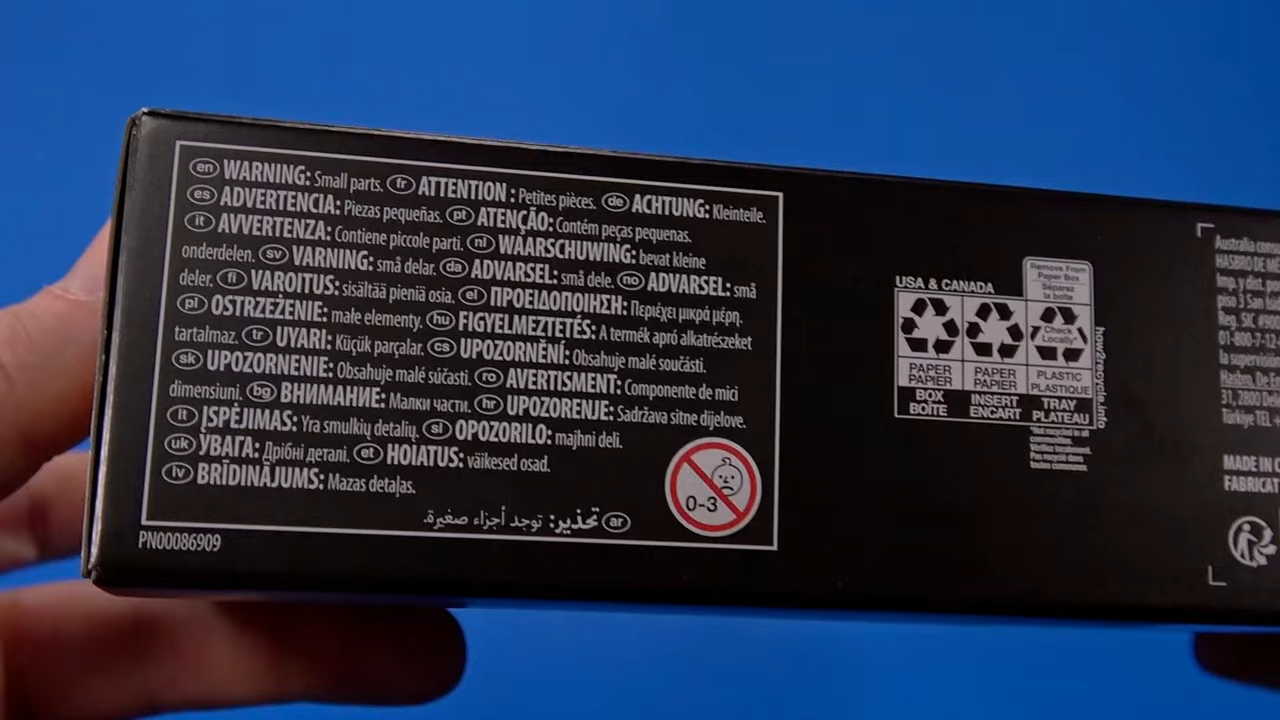 en WARNING: Small parts. fr ATTENTION : Petites pièces. de ACHTUNG: Kleinteile.
es ADVERTENCIA: Piezas pequeñas. pt ATENÇÃO: Contém peças pequenas.
it AVVERTENZA: Contiene piccole parti. nl WAARSCHUWING: bevat kleine
onderdelen. sv VARNING: små delar. da ADVARSEL: små dele. no ADVARSEL: små
deler. fi VAROITUS: sisältää pieniä osia. el ΠΡΟΕΙΔΟΠΟΙΗΣΗ: Περιέχει μικρά μέρη.
pl OSTRZEŻENIE: małe elementy. hu FIGYELMEZTETÉS: A termék apró alkatrészeket
tartalmaz. tr UYARI: Küçük parçalar. cs UPOZORNĚNÍ: Obsahuje malé součásti.
sk UPOZORNENIE: Obsahuje malé súčasti. ro AVERTISMENT: Componente de mici
dimensiuni. bg ВНИМАНИЕ: Малки части. hr UPOZORENJE: Sadržava sitne dijelove.
lt ĮSPĖJIMAS: Yra smulkių detalių. sl OPOZORILO: majhni deli.
uk УВАГА: Дрібні деталі. et HOIATUS: väikesed osad.
lv BRĪDINĀJUMS: Mazas detaļas.
ar تحذير: توجد أجزاء صغيرة.
0-3
PN00086909
USA & CANADA
Remove From
Paper Box
Séparez
la boîte
Check
Locally*
PAPER
PAPIER
PAPER
PAPIER
PLASTIC
PLASTIQUE
BOX
BOÎTE
INSERT
ENCART
TRAY
PLATEAU
how2recycle.info
*Not recycled in all
communities.
Vérifiez localement.
Pas recyclé dans
toutes communes.
Australia
HASBRO DE
Imp. y dist.
piso 3 San
Reg. SIC
01-800-7-12-
la
Hasbro, De
31, 2800
Türkiye TEL
MADE IN